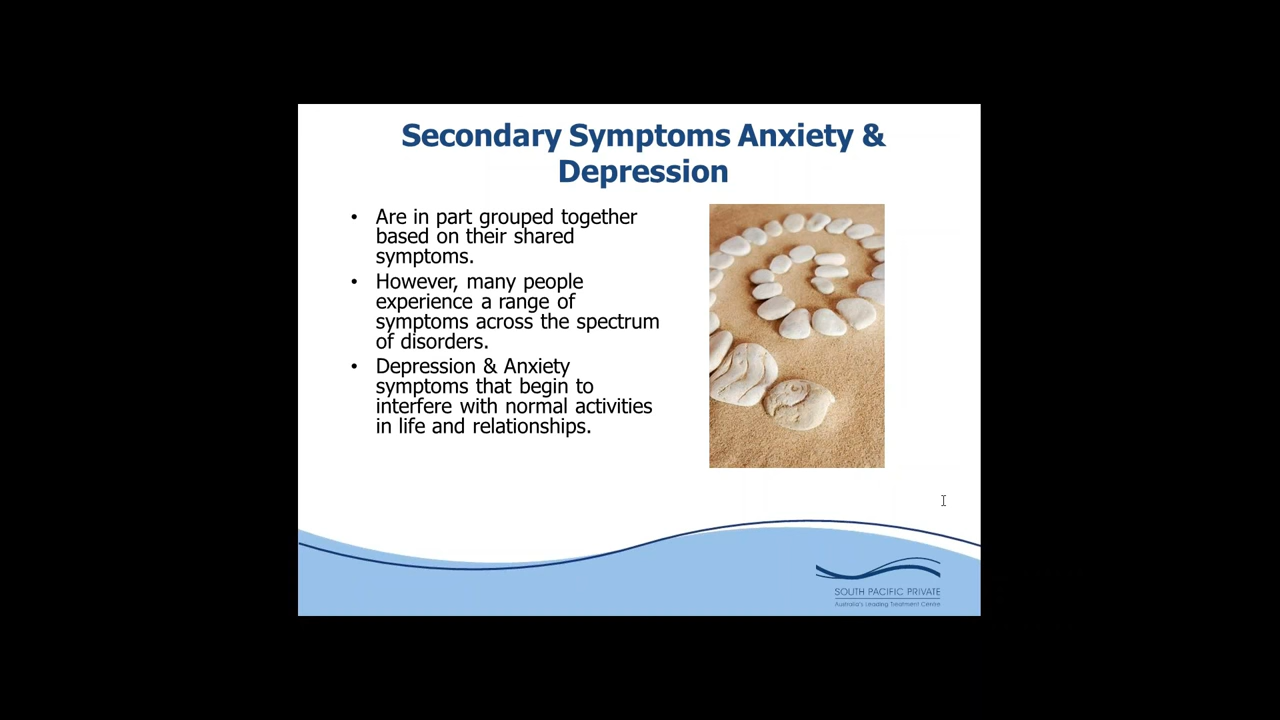 Secondary Symptoms Anxiety &
Depression
• Are in part grouped together
based on their shared
symptoms.
• However, many people
experience a range of
symptoms across the spectrum
of disorders.
• Depression & Anxiety
symptoms that begin to
interfere with normal activities
in life and relationships.
SOUTH PACIFIC PRIVATE
Australia's Leading Treatment Centre